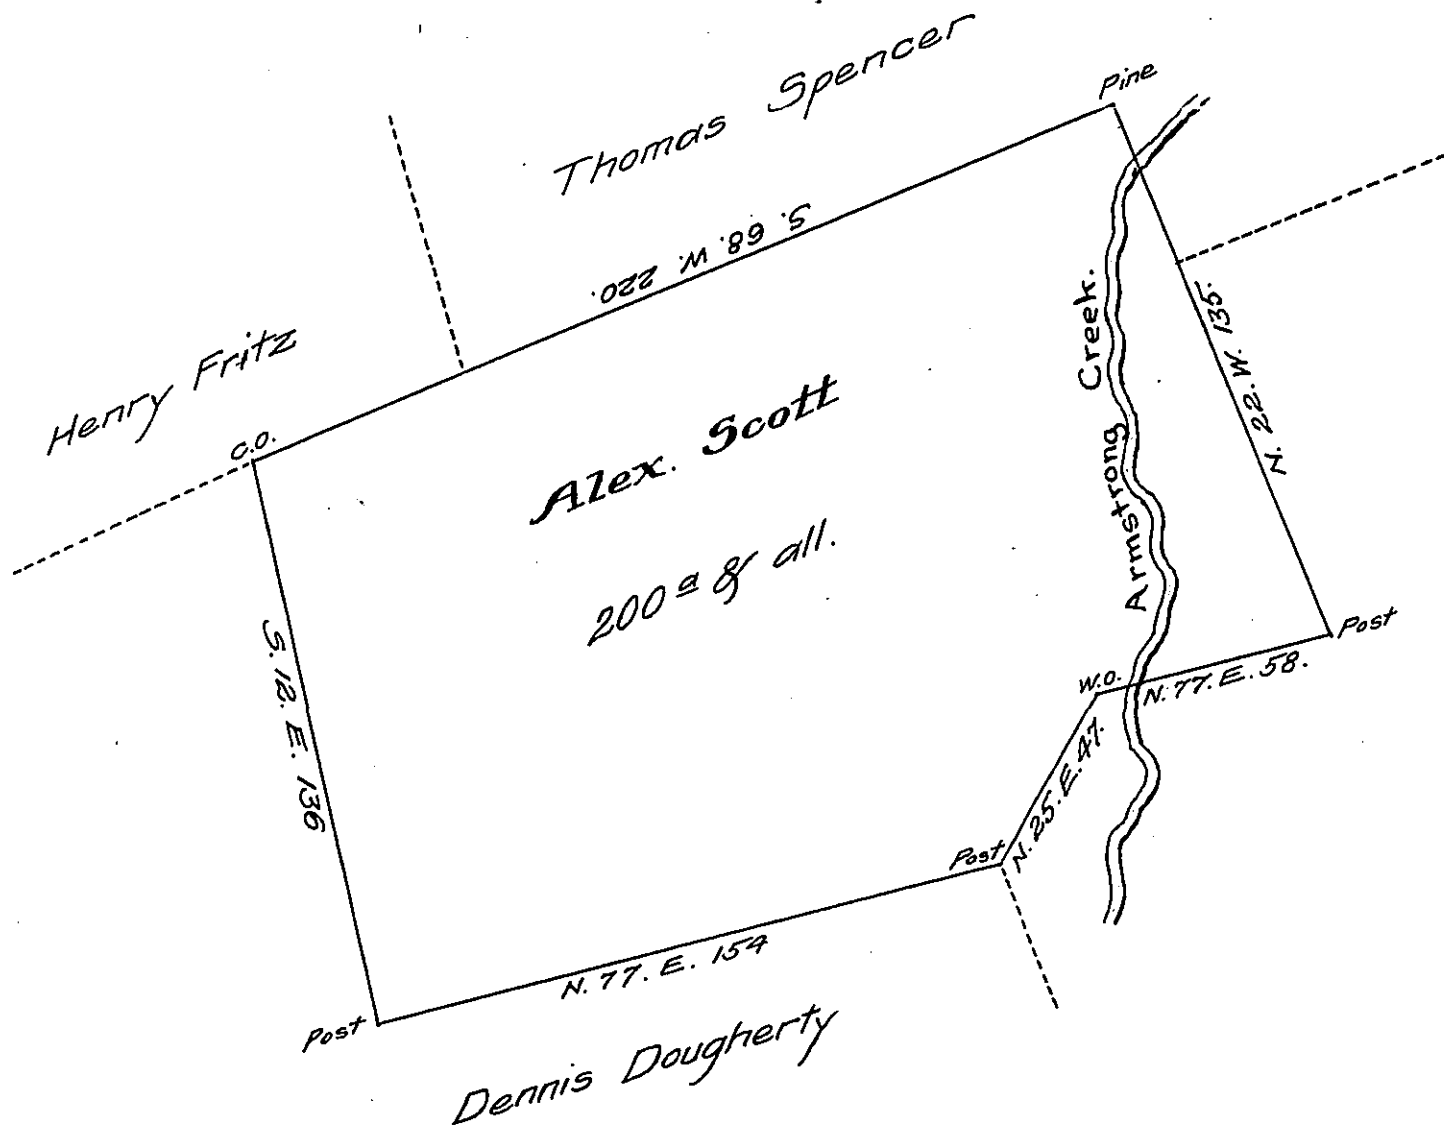 Thomas Spencer
Pine
S. 68. W. 220.
Henry Fritz
C.O.
Armstrong Creek.
N. 22. W. 135.
Alex. Scott
200 a & all.
Post
W.O.
N. 77. E. 58.
S. 12. E. 136
N. 25. E. 47.
Post
N. 77. E. 154
Post
Dennis Dougherty